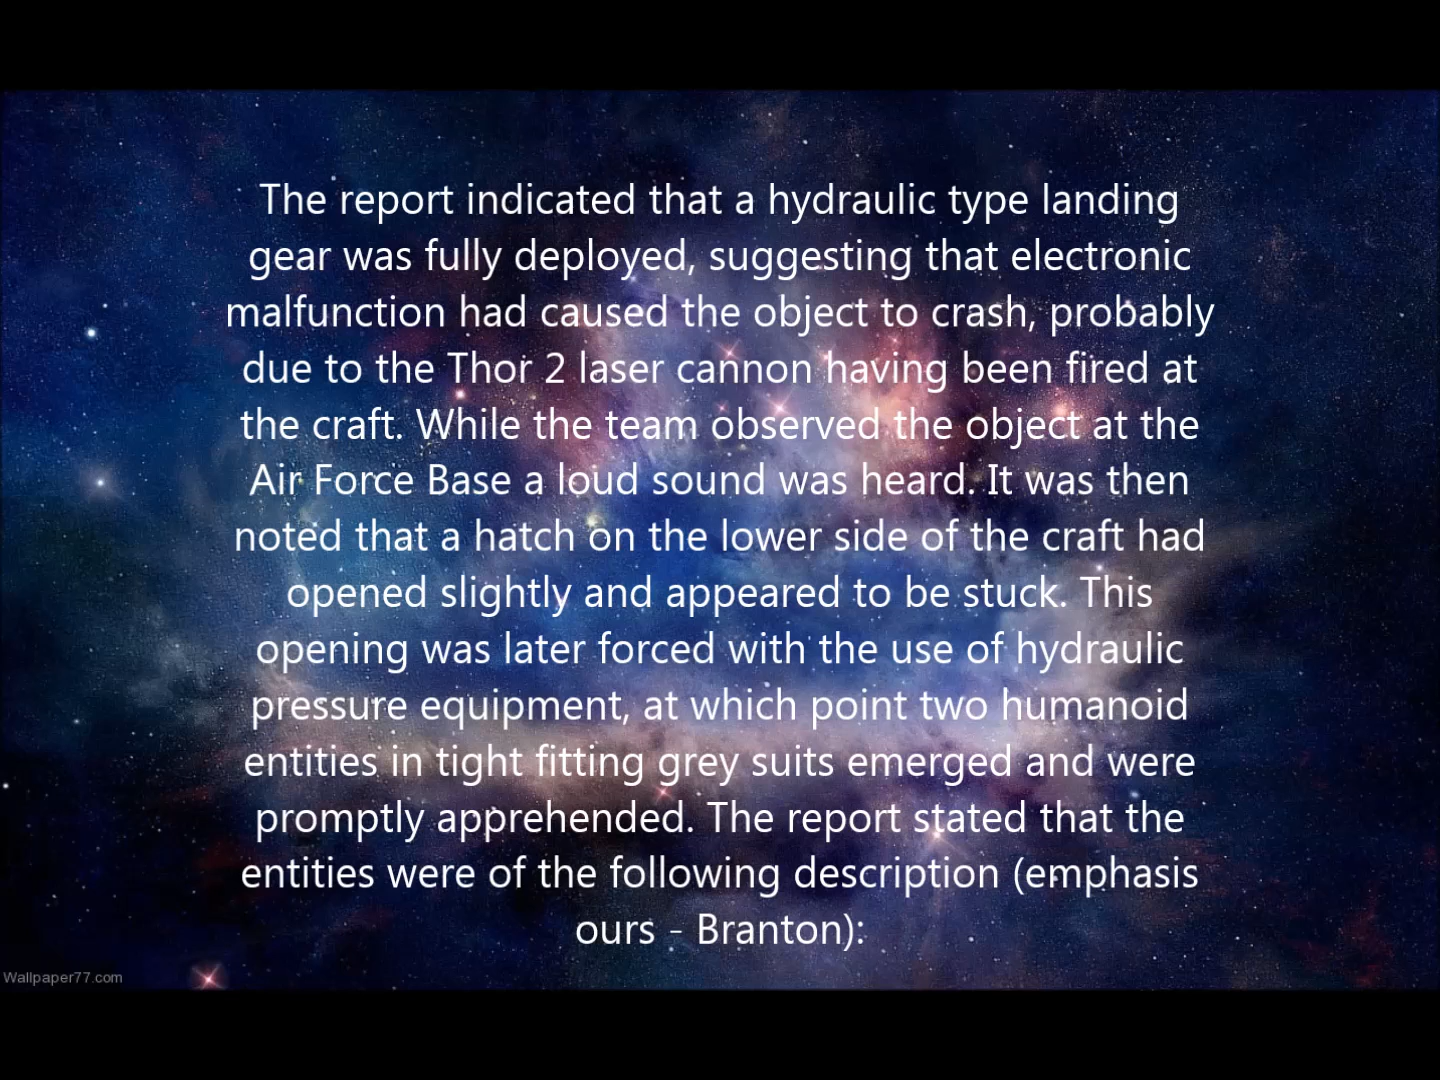 The report indicated that a hydraulic type landing
gear was fully deployed, suggesting that electronic
malfunction had caused the object to crash, probably
due to the Thor 2 laser cannon having been fired at
the craft. While the team observed the object at the
Air Force Base a loud sound was heard. It was then
noted that a hatch on the lower side of the craft had
opened slightly and appeared to be stuck. This
opening was later forced with the use of hydraulic
pressure equipment, at which point two humanoid
entities in tight fitting grey suits emerged and were
promptly apprehended. The report stated that the
entities were of the following description (emphasis
ours - Branton):
Wallpaper77.com